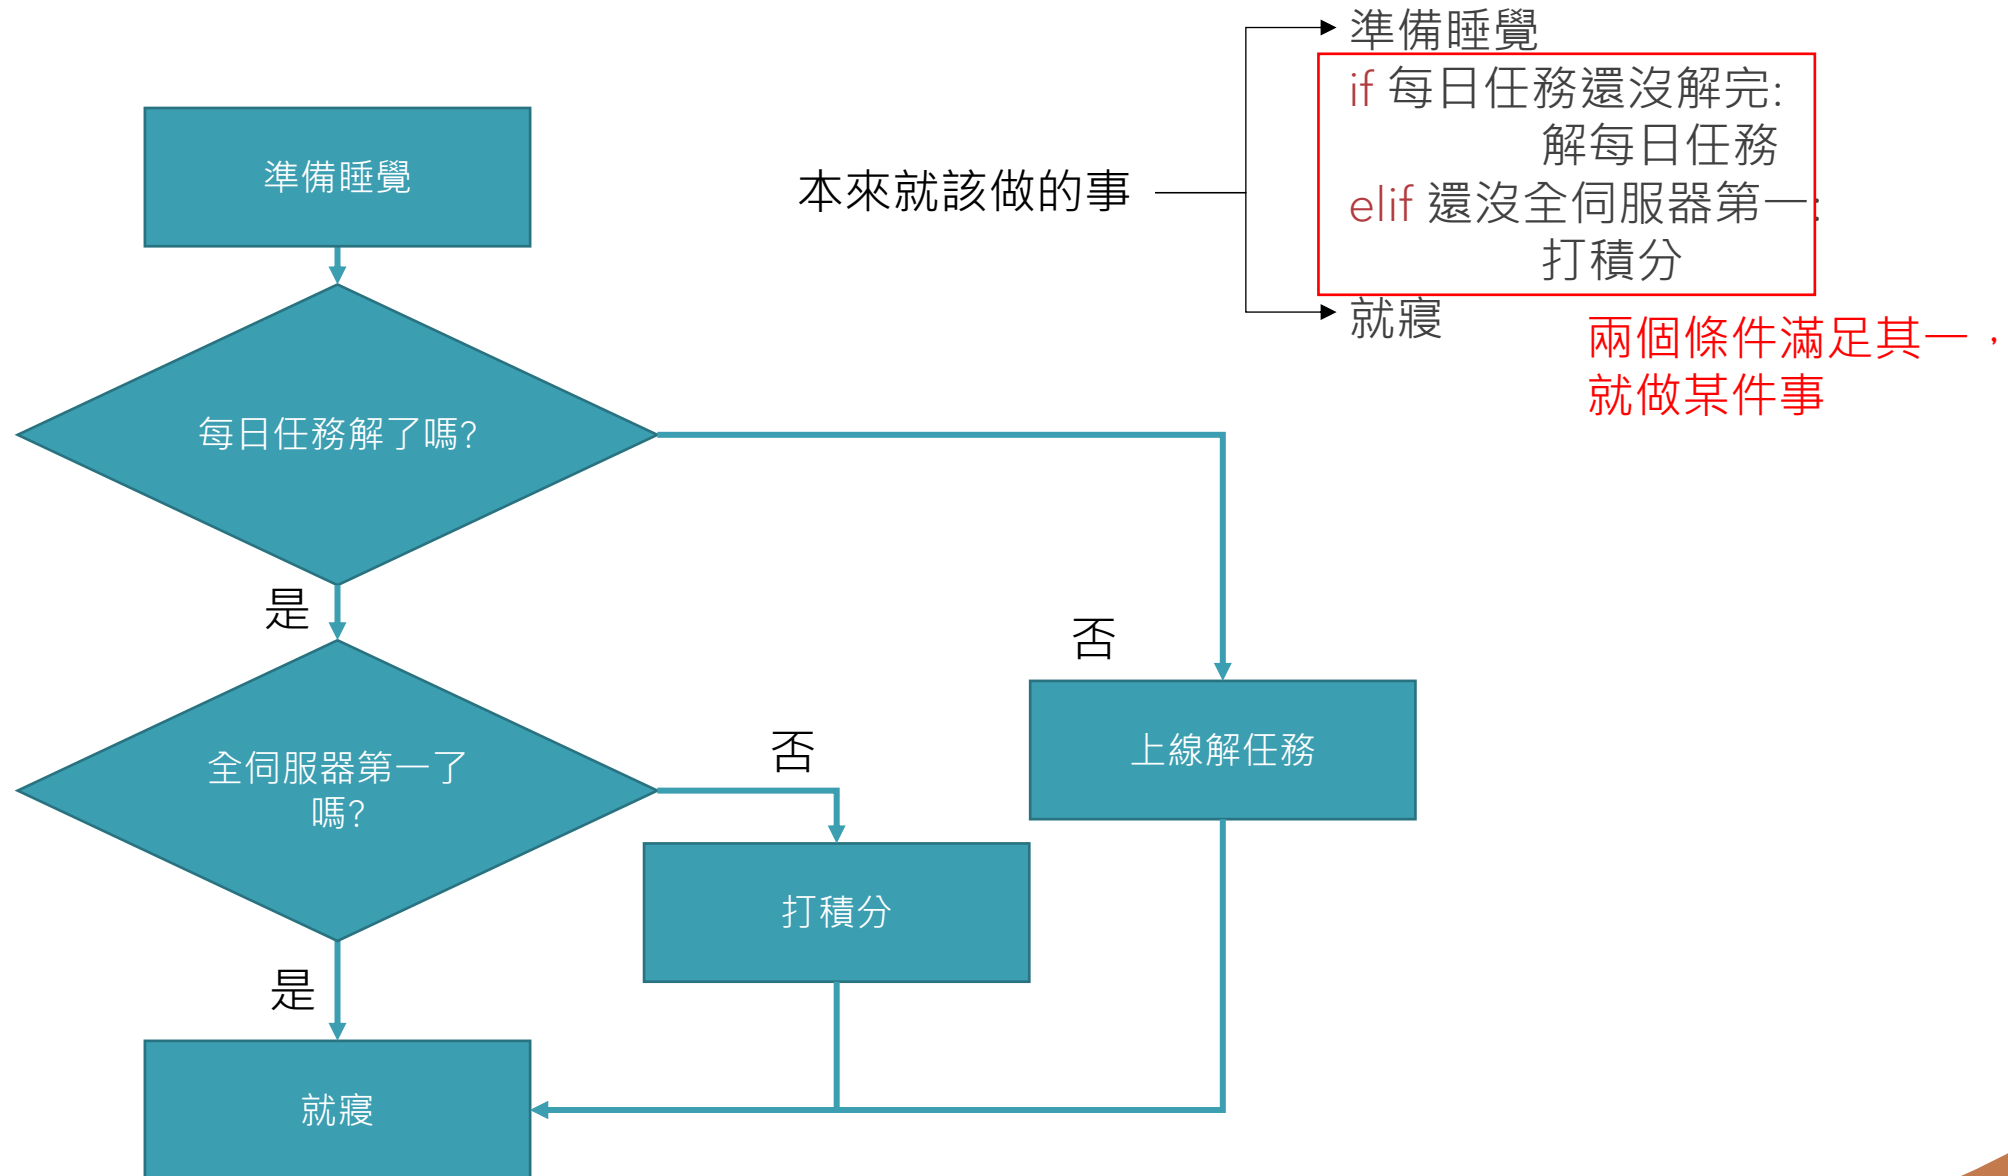 準備睡覺
if 每日任務還沒解完:
解每日任務
elif 還沒全伺服器第一:
打積分
就寢
本來就該做的事
兩個條件滿足其一，
就做某件事
準備睡覺
每日任務解了嗎?
是
否
全伺服器第一了
嗎?
否
上線解任務
打積分
是
就寢